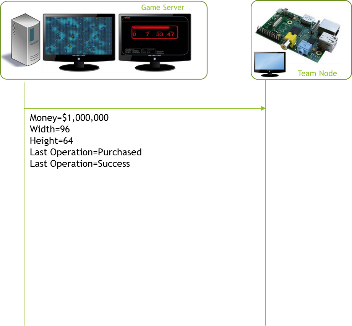 Game Server
Team Node
Money=$1,000,000
Width=96
Height=64
Last Operation=Purchased
Last Operation=Success